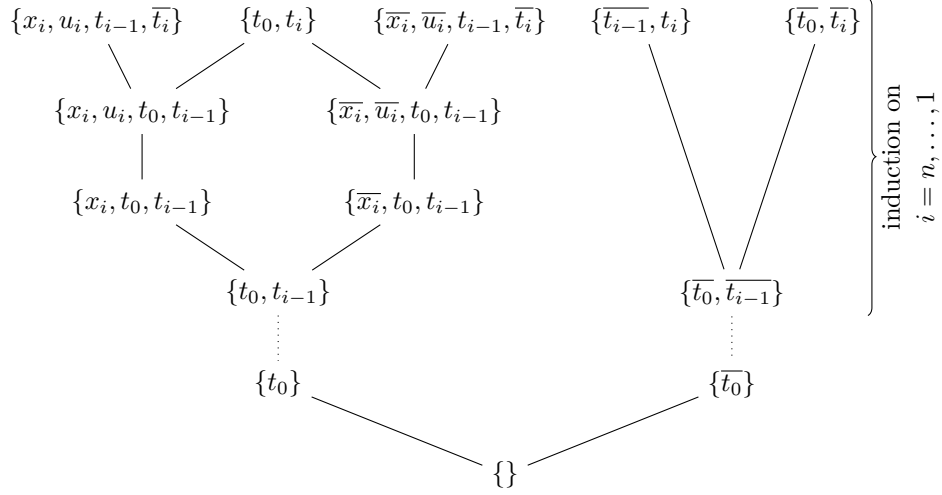 {x_i, u_i, t_{i−1}, \overline{t_i}} {t_0, t_i} {\overline{x_i}, \overline{u_i}, t_{i−1}, \overline{t_i}} {\overline{t_{i−1}}, t_i} {\overline{t_0}, \overline{t_i}}
{x_i, u_i, t_0, t_{i−1}} {\overline{x_i}, \overline{u_i}, t_0, t_{i−1}}
{x_i, t_0, t_{i−1}} {\overline{x_i}, t_0, t_{i−1}}
{t_0, t_{i−1}} {\overline{t_0}, \overline{t_{i−1}}}
{t_0} {\overline{t_0}}
{}
induction on
i = n, . . . , 1